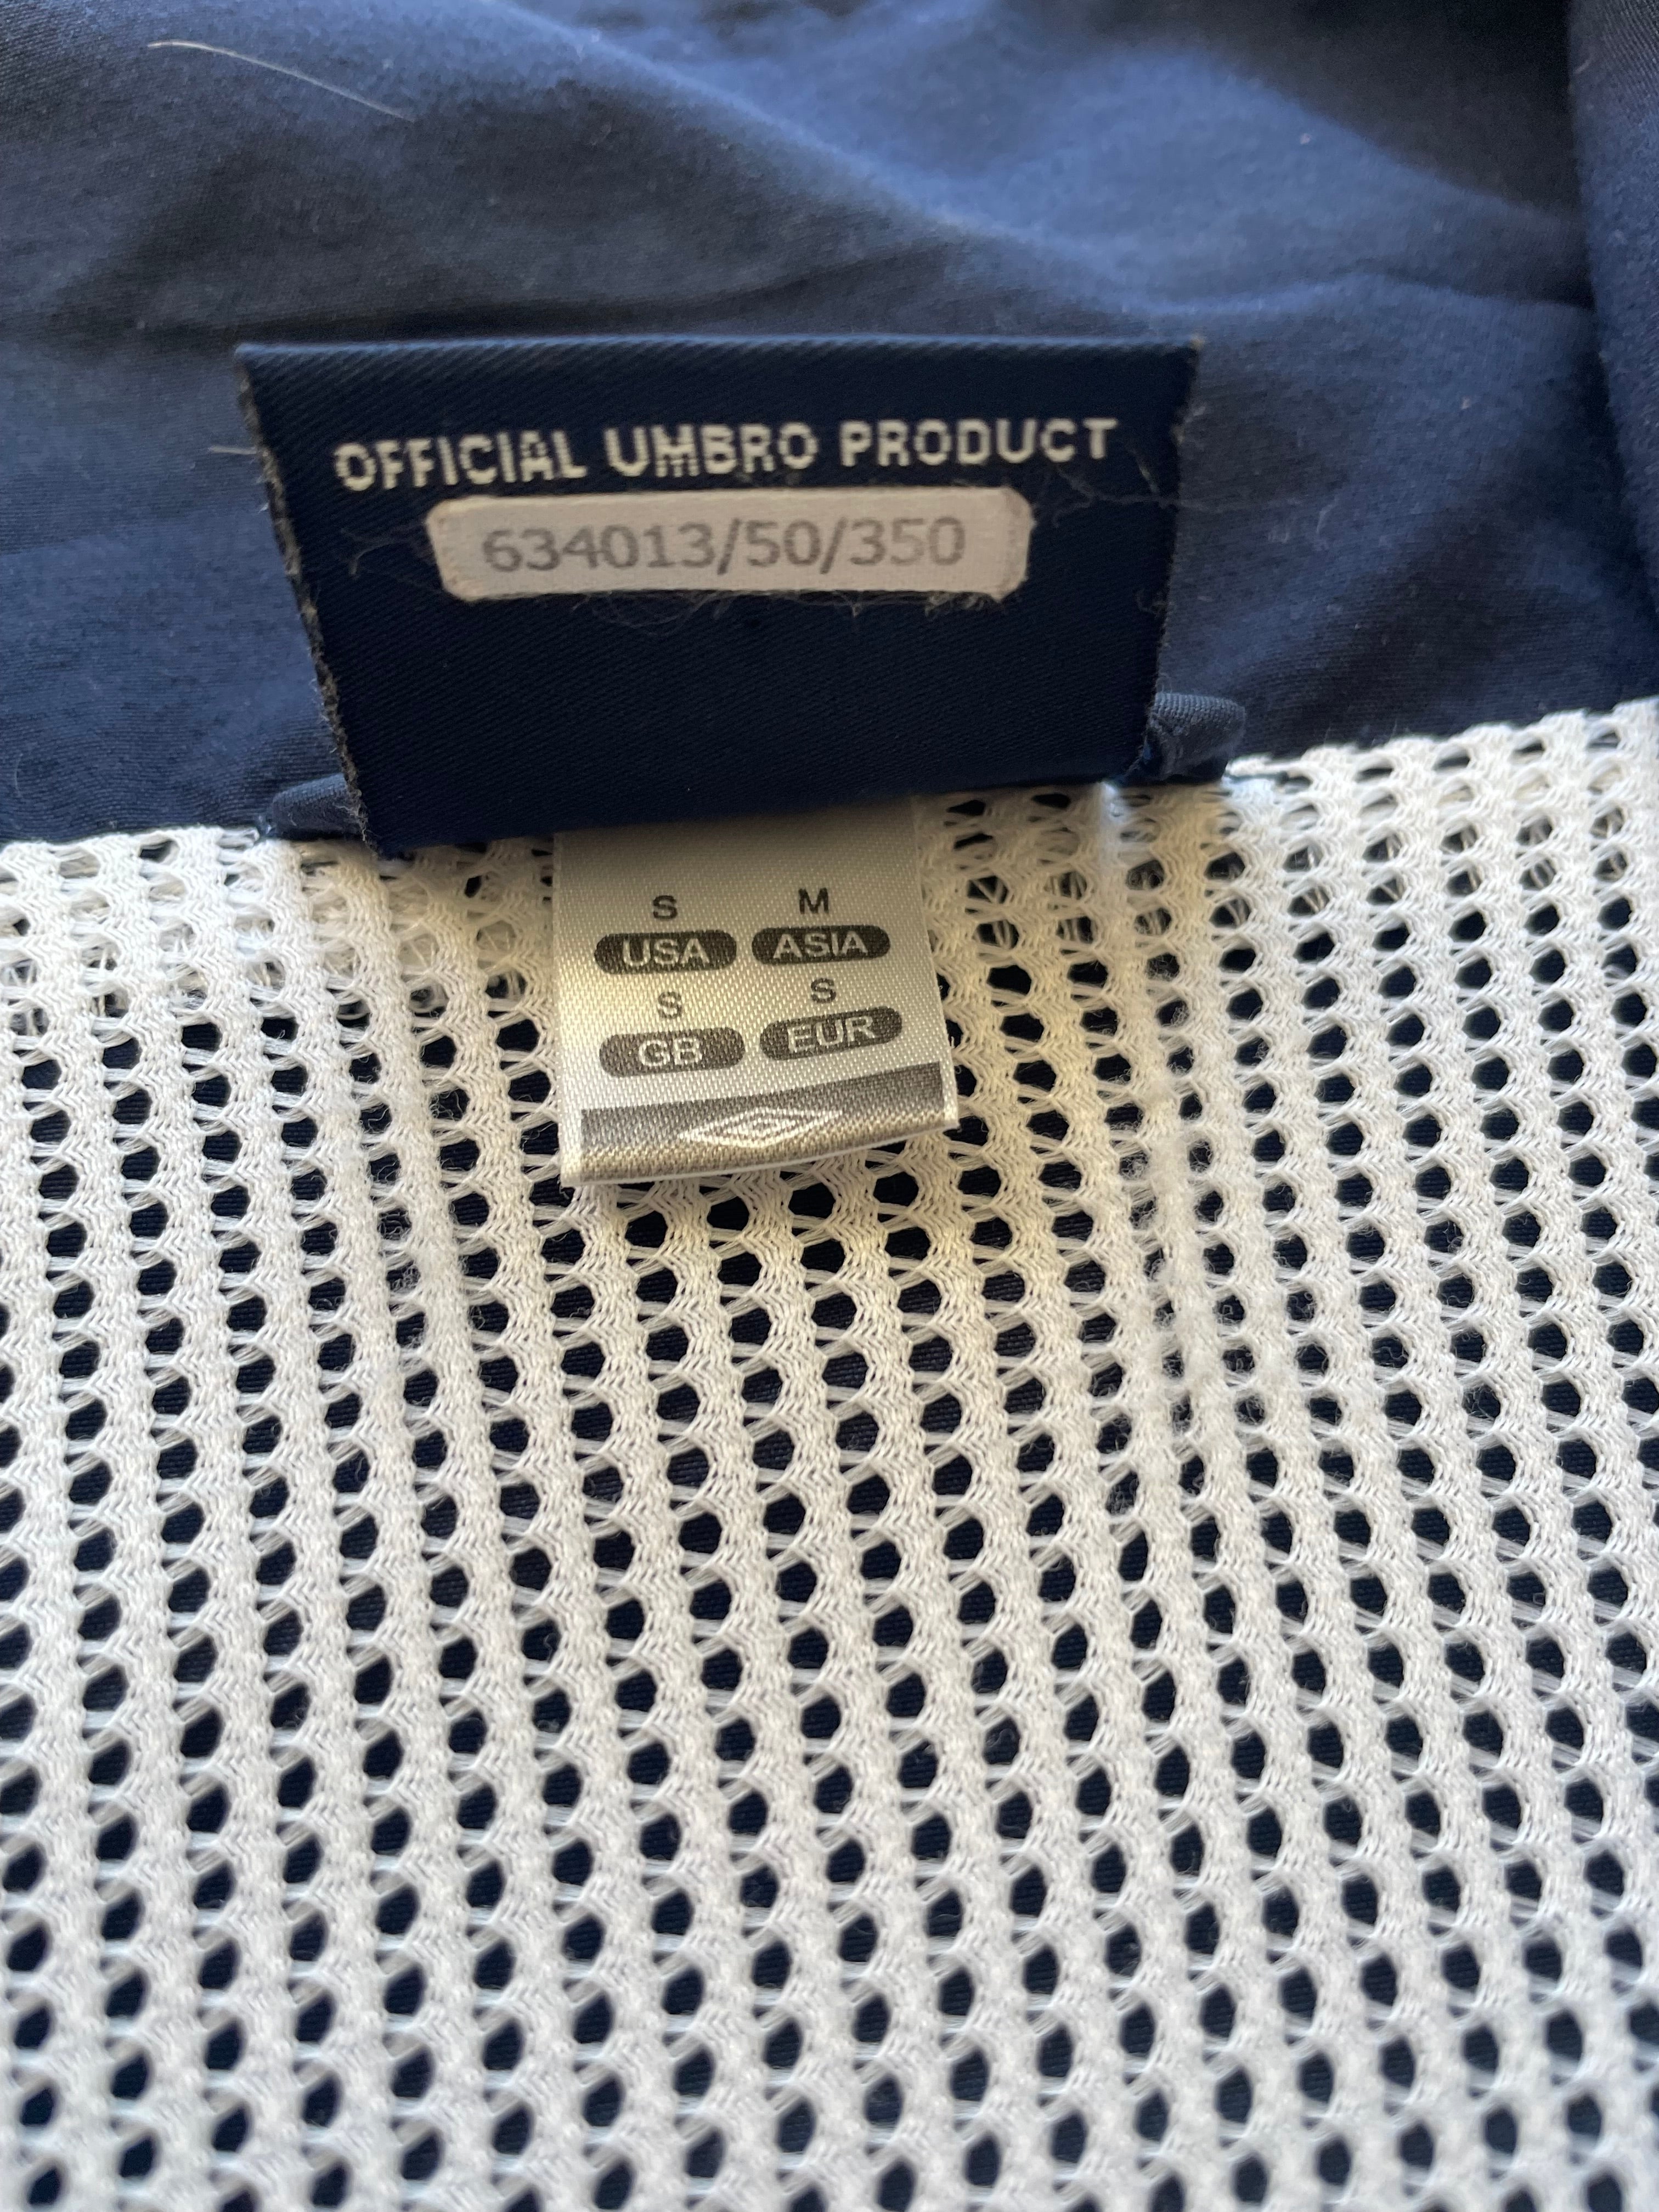 OFFICIAL UMBRO PRODUCT
634013/50/350
S M
USA ASIA
S S
GB EUR